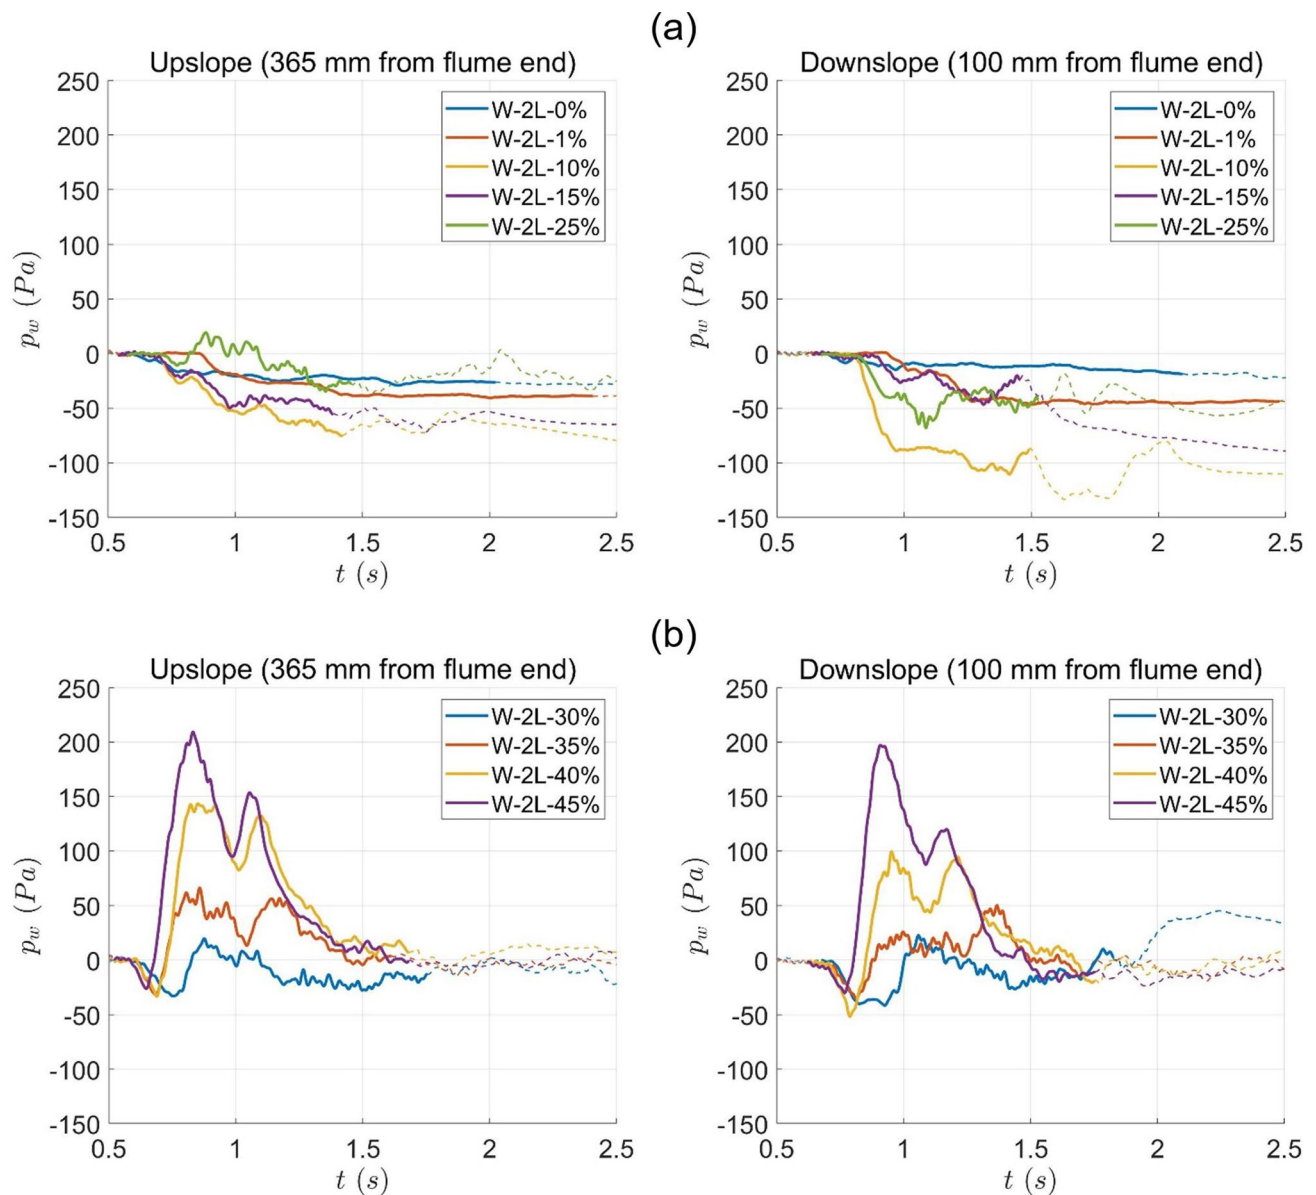 (a)
Upslope (365 mm from flume end)
250
200
150
100
50
0
-50
-100
-150
p_w (Pa)
0.5 1 1.5 2 2.5
t (s)
W-2L-0%
W-2L-1%
W-2L-10%
W-2L-15%
W-2L-25%
Downslope (100 mm from flume end)
250
200
150
100
50
0
-50
-100
-150
p_w (Pa)
0.5 1 1.5 2 2.5
t (s)
W-2L-0%
W-2L-1%
W-2L-10%
W-2L-15%
W-2L-25%
(b)
Upslope (365 mm from flume end)
250
200
150
100
50
0
-50
-100
-150
p_w (Pa)
0.5 1 1.5 2 2.5
t (s)
W-2L-30%
W-2L-35%
W-2L-40%
W-2L-45%
Downslope (100 mm from flume end)
250
200
150
100
50
0
-50
-100
-150
p_w (Pa)
0.5 1 1.5 2 2.5
t (s)
W-2L-30%
W-2L-35%
W-2L-40%
W-2L-45%